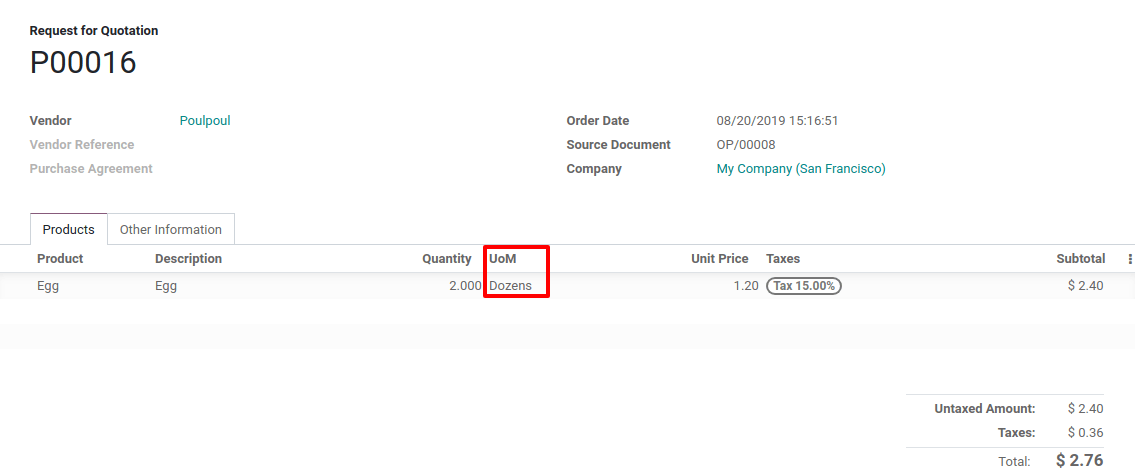 Request for Quotation
P00016
Vendor Poulpoul Order Date 08/20/2019 15:16:51
Vendor Reference Source Document OP/00008
Purchase Agreement Company My Company (San Francisco)
Products Other Information
Product Description Quantity UoM Unit Price Taxes Subtotal
Egg Egg 2.000 Dozens 1.20 Tax 15.00% $ 2.40
Untaxed Amount: $ 2.40
Taxes: $ 0.36
Total: $ 2.76